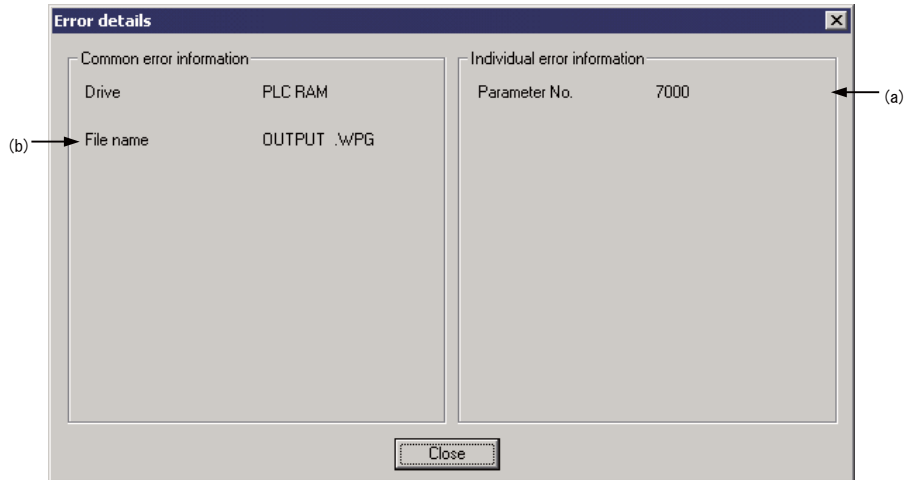 Error details
Common error information
Individual error information
Drive PLC RAM
Parameter No. 7000
(a)
(b)
File name OUTPUT .WPG
Close